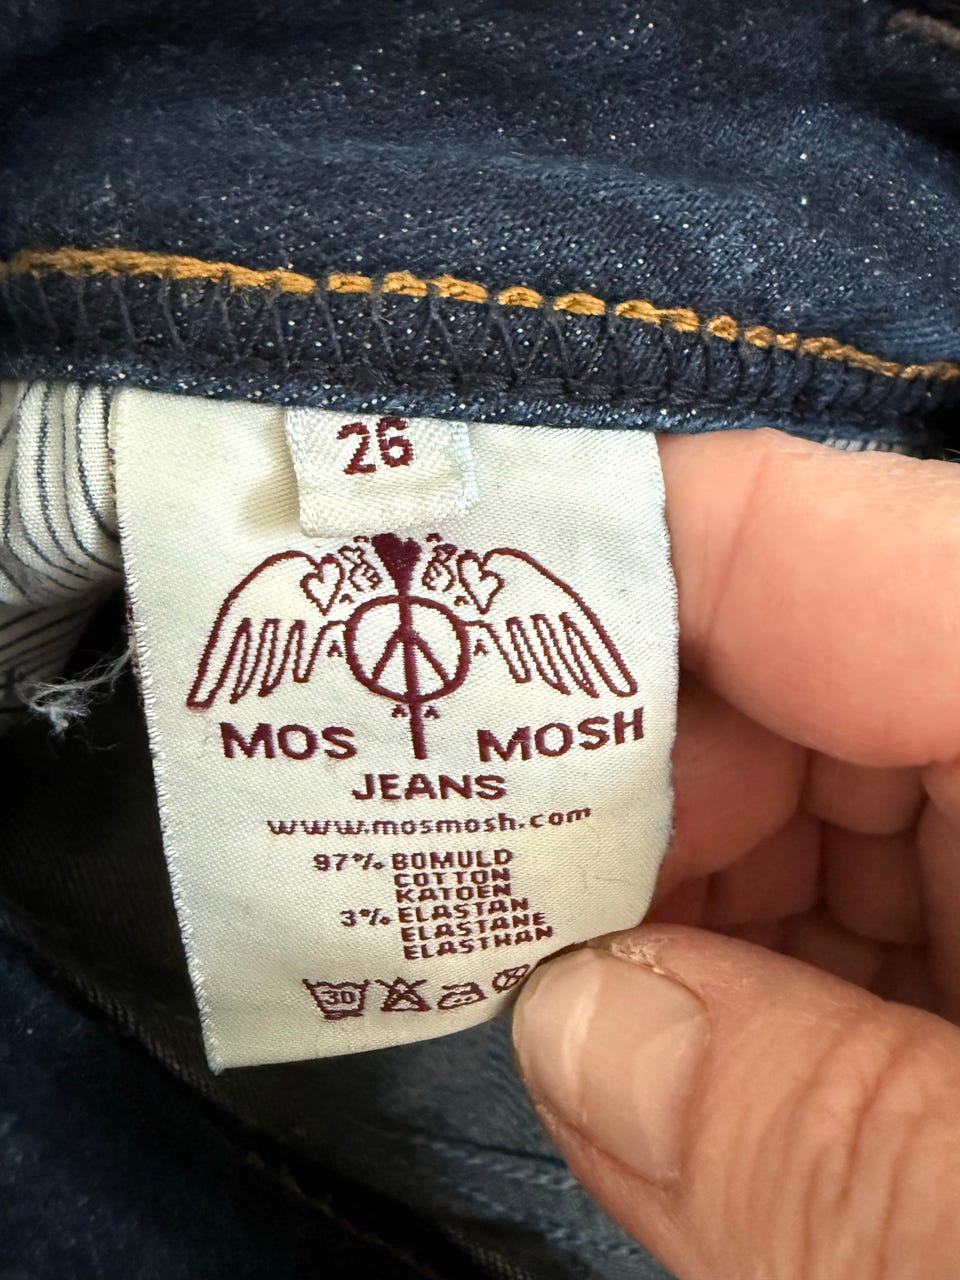 26
MOS MOSH
JEANS
www.mosmosh.com
97% BOMULD
COTTON
KATOEN
3% ELASTAN
ELASTANE
ELASTHAN
30